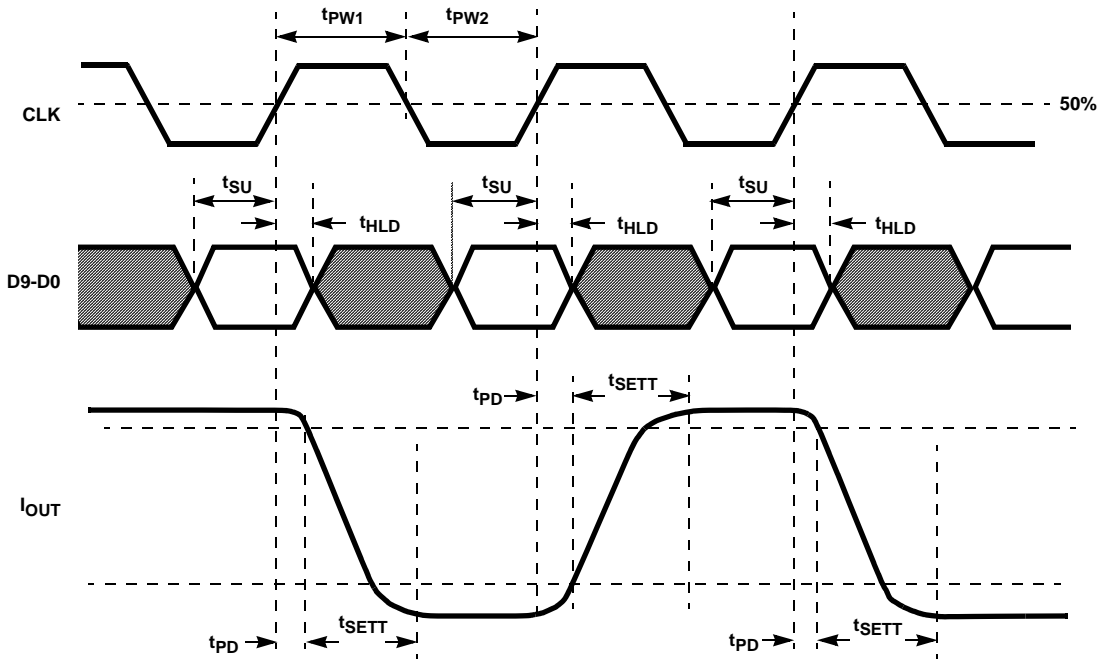 tPW1 tPW2
CLK
50%
tSU tSU tSU
tHLD tHLD tHLD
D9-D0
tPD tSETT
IOUT
tPD tSETT tPD tSETT